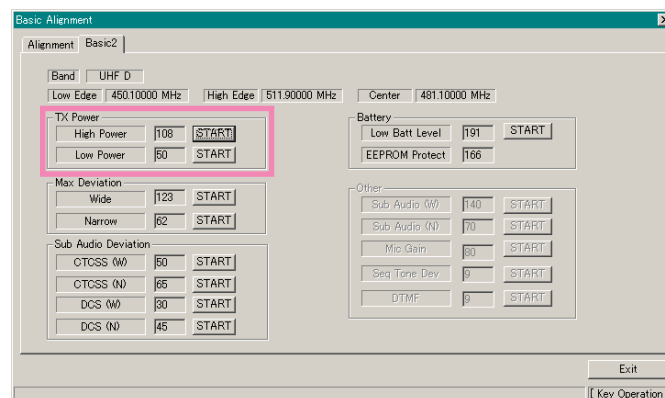 Basic Alignment
Alignment Basic2
Band UHF D
Low Edge 450.10000 MHz High Edge 511.90000 MHz Center 481.10000 MHz
TX Power
High Power 108 START
Low Power 50 START
Battery
Low Batt Level 191 START
EEPROM Protect 166
Max Deviation
Wide 123 START
Narrow 62 START
Sub Audio Deviation
CTCSS (W) 50 START
CTCSS (N) 65 START
DCS (W) 30 START
DCS (N) 45 START
Other
Sub Audio (W) 140 START
Sub Audio (N) 70 START
Mic Gain 80 START
Seq Tone Dev 9 START
DTMF 9 START
Exit
[ Key Operation